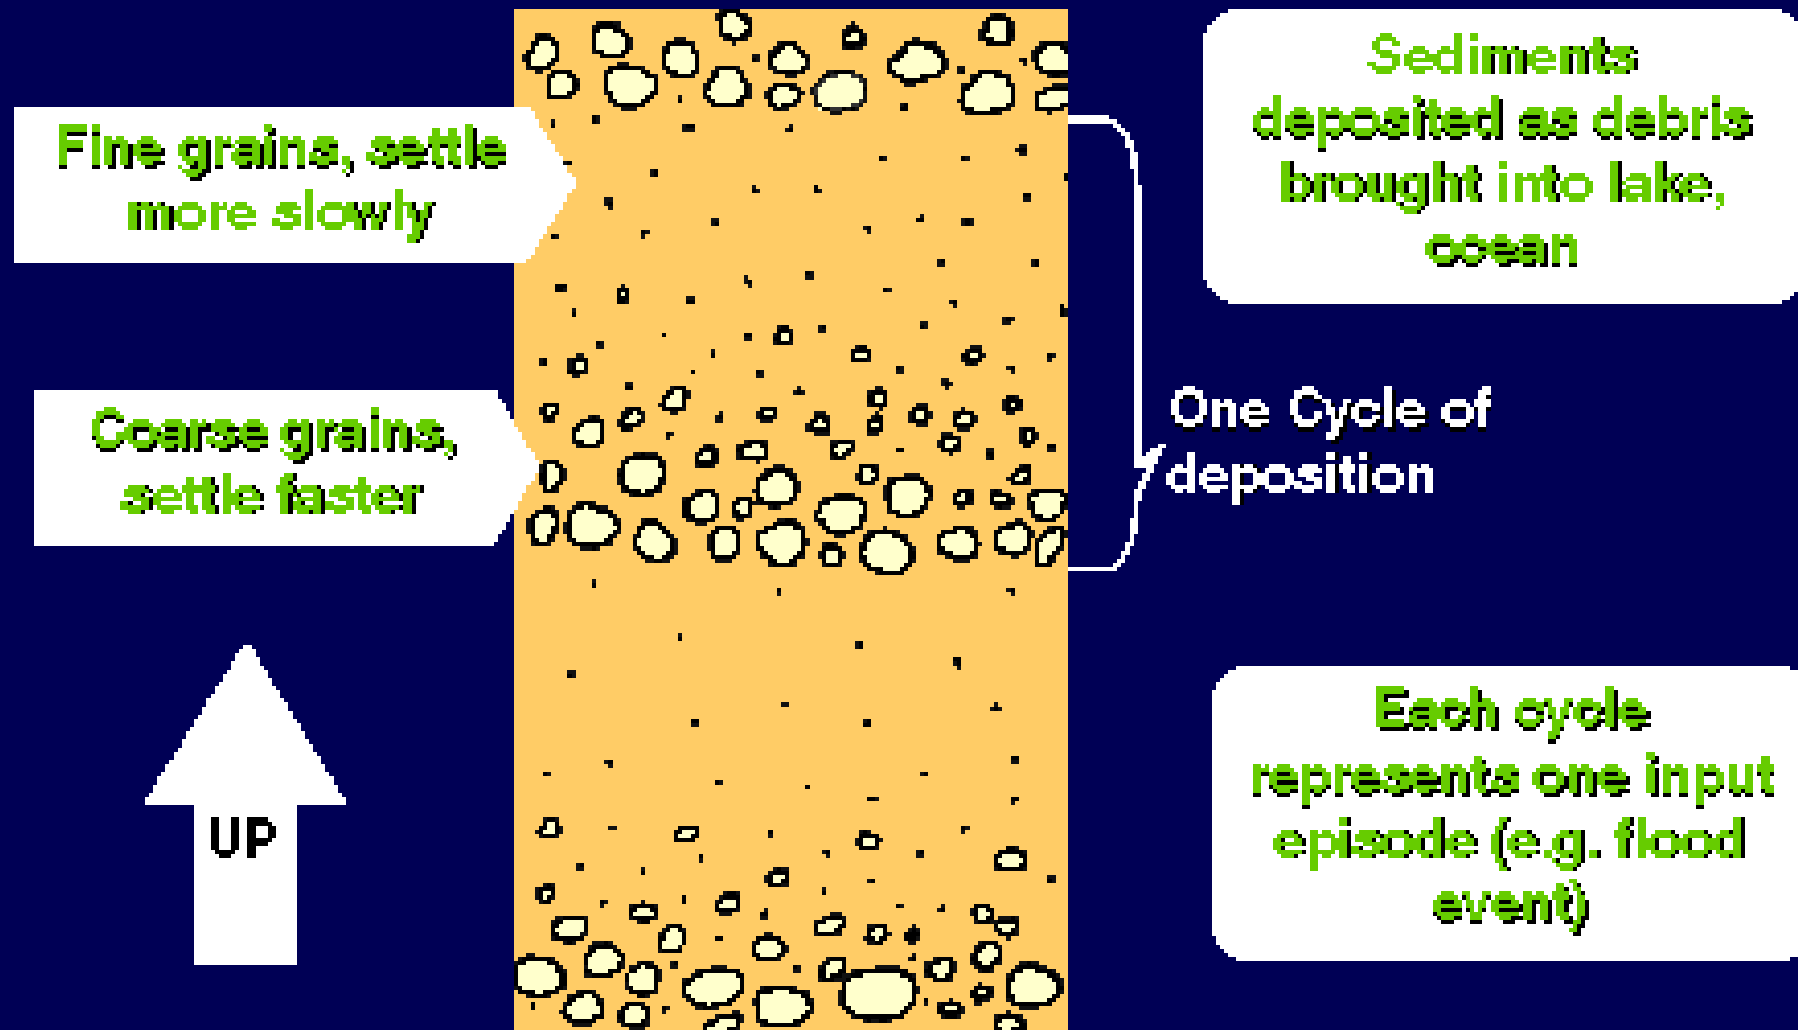 Fine grains, settle
more slowly
Coarse grains,
settle faster
UP
Sediments
deposited as debris
brought into lake,
ocean
One Cycle of
deposition
Each cycle
represents one input
episode (e.g. flood
event)